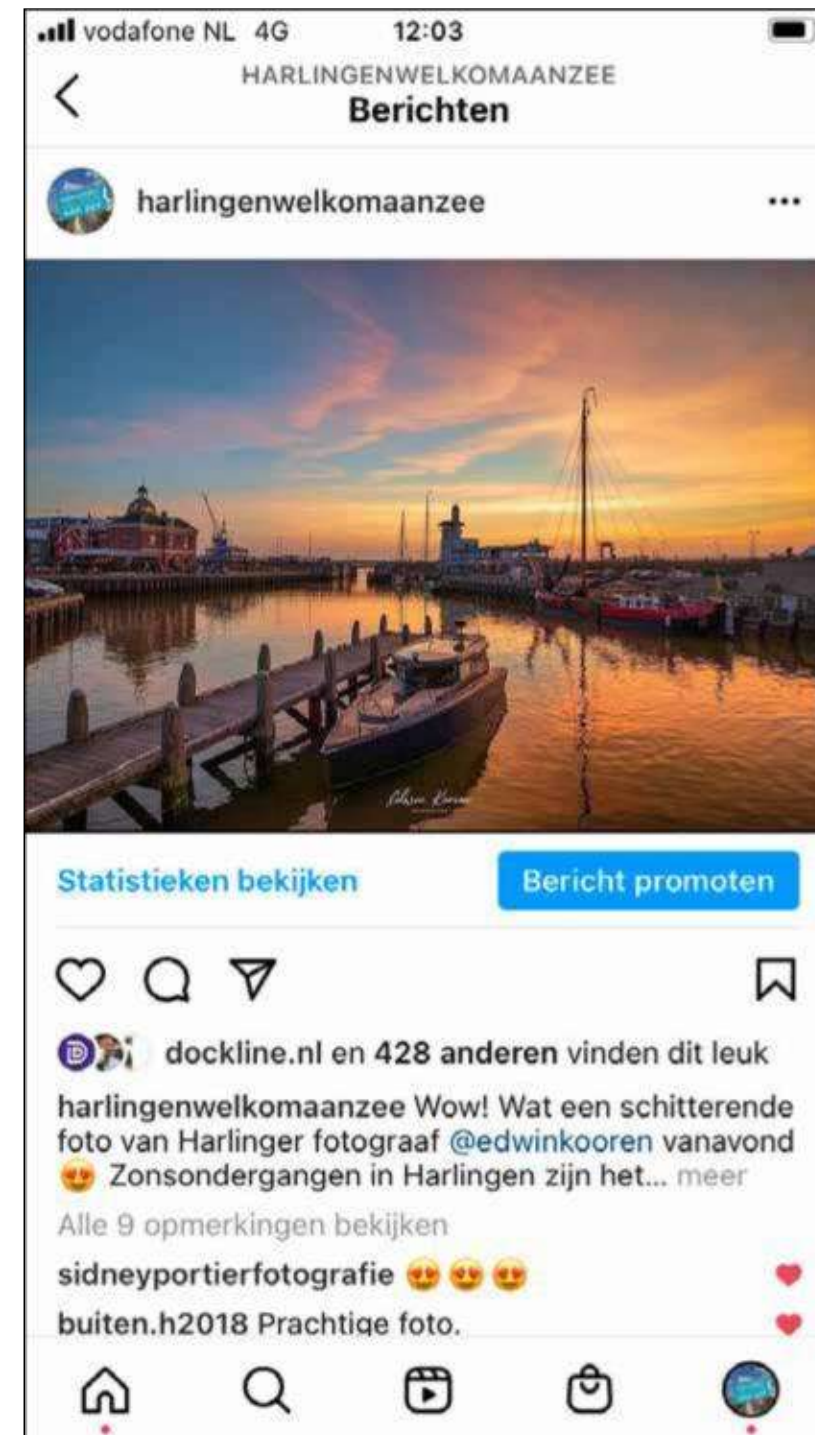 vodafone NL 4G 12:03
HARLINGENWELKOMAANZEE
Berichten
harlingenwelkomaanzee
Statistieken bekijken
Bericht promoten
dockline.nl en 428 anderen vinden dit leuk
harlingenwelkomaanzee Wow! Wat een schitterende
foto van Harlinger fotograaf @edwinkooren vanavond
😍 Zonsondergangen in Harlingen zijn het... meer
Alle 9 opmerkingen bekijken
sidneyportierfotografie 😍 😍 😍
buiten.h2018 Prachtige foto.